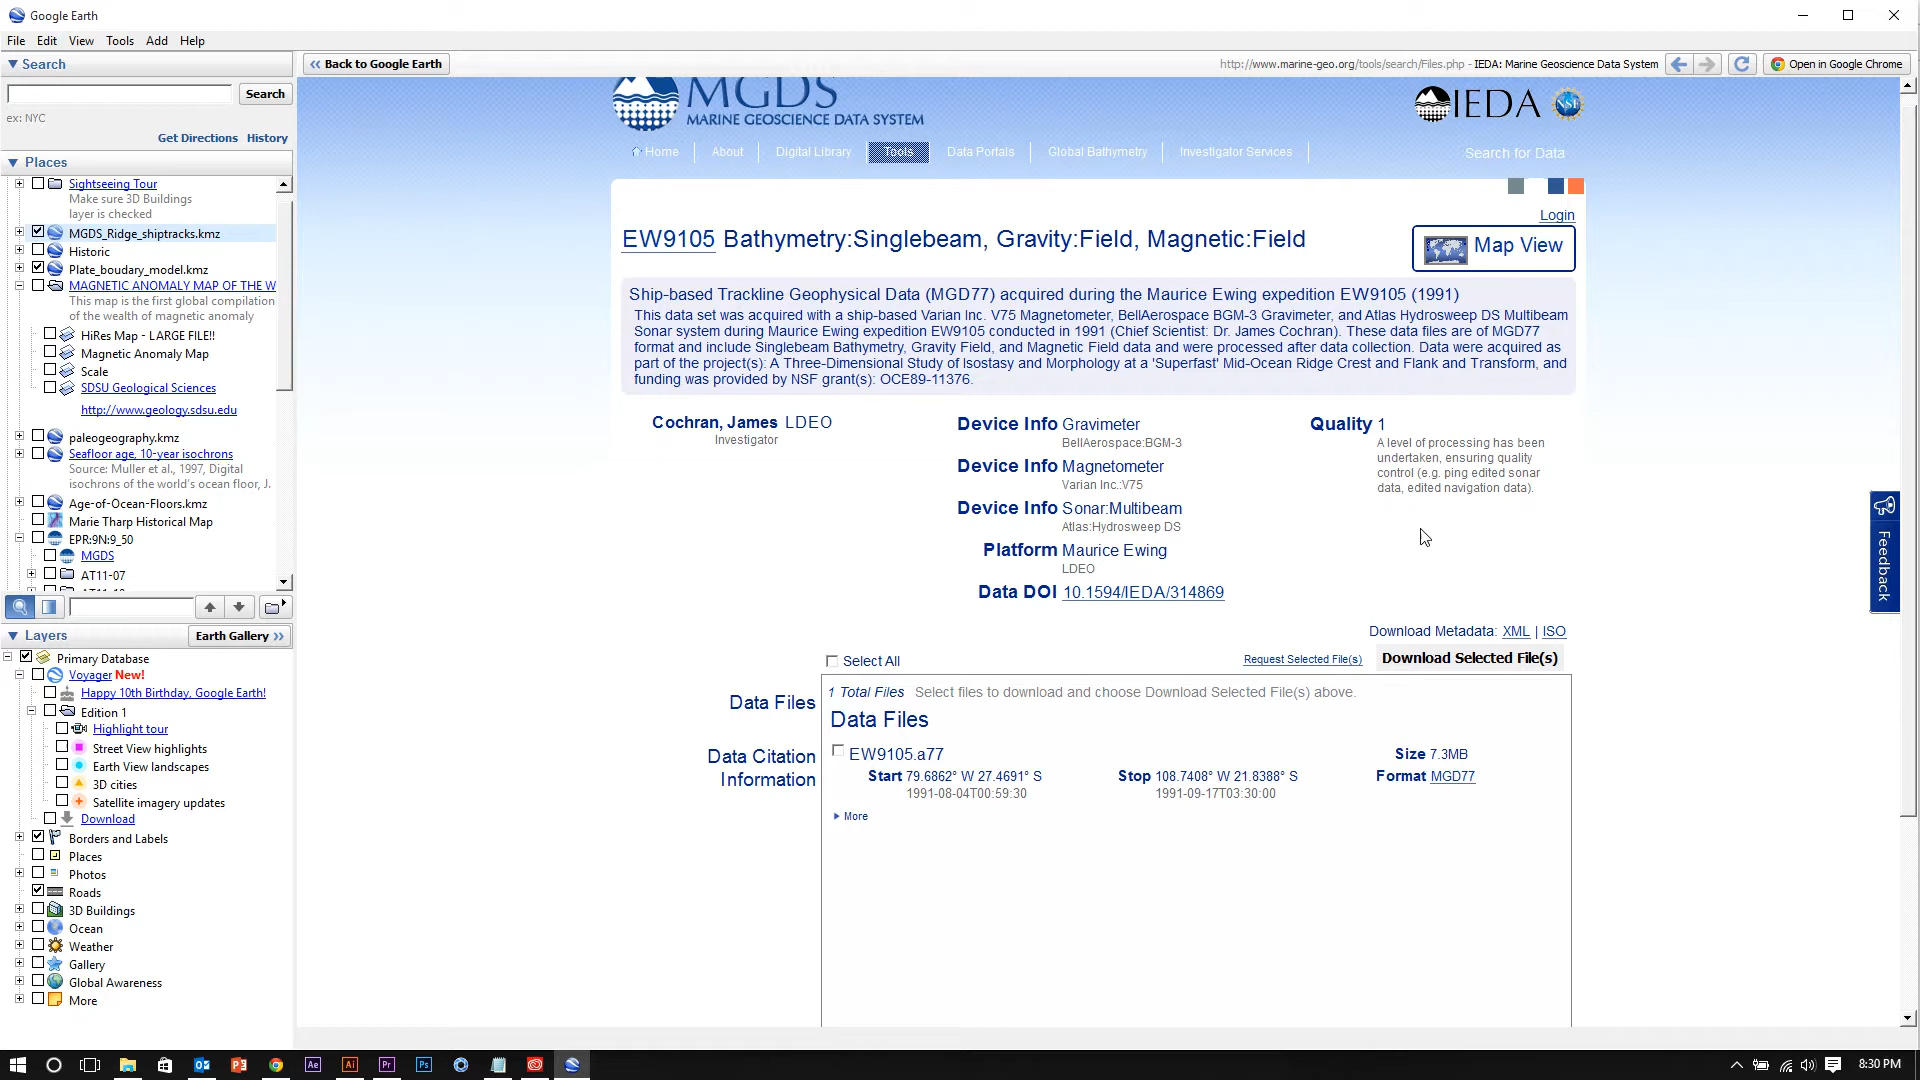 Google Earth
File Edit View Tools Add Help
Search
Search
ex: NYC
Get Directions History
Places
Sightseeing Tour
Make sure 3D Buildings
layer is checked
MGDS_Ridge_shiptracks.kmz
Historic
Plate_boudary_model.kmz
MAGNETIC ANOMALY MAP OF THE W
This map is the first global compilation
of the wealth of magnetic anomaly
HiRes Map - LARGE FILE!!
Magnetic Anomaly Map
Scale
SDSU Geological Sciences
http://www.geology.sdsu.edu
paleogeography.kmz
Seafloor age, 10-year isochrons
Source: Muller et al., 1997, Digital
isochrons of the world's ocean floor, J.
Age-of-Ocean-Floors.kmz
Marie Tharp Historical Map
EPR:9N:9_50
MGDS
AT11-07
Layers
Earth Gallery >>
Primary Database
Voyager New!
Happy 10th Birthday, Google Earth!
Edition 1
Highlight tour
Street View highlights
Earth View landscapes
3D cities
Satellite imagery updates
Download
Borders and Labels
Places
Photos
Roads
3D Buildings
Ocean
Weather
Gallery
Global Awareness
More
<< Back to Google Earth
http://www.marine-geo.org/tools/search/Files.php - IEDA: Marine Geoscience Data System
Open in Google Chrome
MGDS
MARINE GEOSCIENCE DATA SYSTEM
IEDA NSF
Home About Digital Library Tools Data Portals Global Bathymetry Investigator Services Search for Data
Login
EW9105 Bathymetry:Singlebeam, Gravity:Field, Magnetic:Field
Map View
Ship-based Trackline Geophysical Data (MGD77) acquired during the Maurice Ewing expedition EW9105 (1991)
This data set was acquired with a ship-based Varian Inc. V75 Magnetometer, BellAerospace BGM-3 Gravimeter, and Atlas Hydrosweep DS Multibeam
Sonar system during Maurice Ewing expedition EW9105 conducted in 1991 (Chief Scientist: Dr. James Cochran). These data files are of MGD77
format and include Singlebeam Bathymetry, Gravity Field, and Magnetic Field data and were processed after data collection. Data were acquired as
part of the project(s): A Three-Dimensional Study of Isostasy and Morphology at a 'Superfast' Mid-Ocean Ridge Crest and Flank and Transform, and
funding was provided by NSF grant(s): OCE89-11376.
Cochran, James LDEO
Investigator
Device Info Gravimeter
BellAerospace:BGM-3
Device Info Magnetometer
Varian Inc.:V75
Device Info Sonar:Multibeam
Atlas:Hydrosweep DS
Platform Maurice Ewing
LDEO
Data DOI 10.1594/IEDA/314869
Quality 1
A level of processing has been
undertaken, ensuring quality
control (e.g. ping edited sonar
data, edited navigation data).
Feedback
Download Metadata: XML | ISO
Select All
Request Selected File(s)
Download Selected File(s)
Data Files
Data Citation
Information
1 Total Files Select files to download and choose Download Selected File(s) above.
Data Files
EW9105.a77
Size 7.3MB
Start 79.6862° W 27.4691° S
1991-08-04T00:59:30
Stop 108.7408° W 21.8388° S
1991-09-17T03:30:00
Format MGD77
More
Ae Ai Pr Ps
8:30 PM